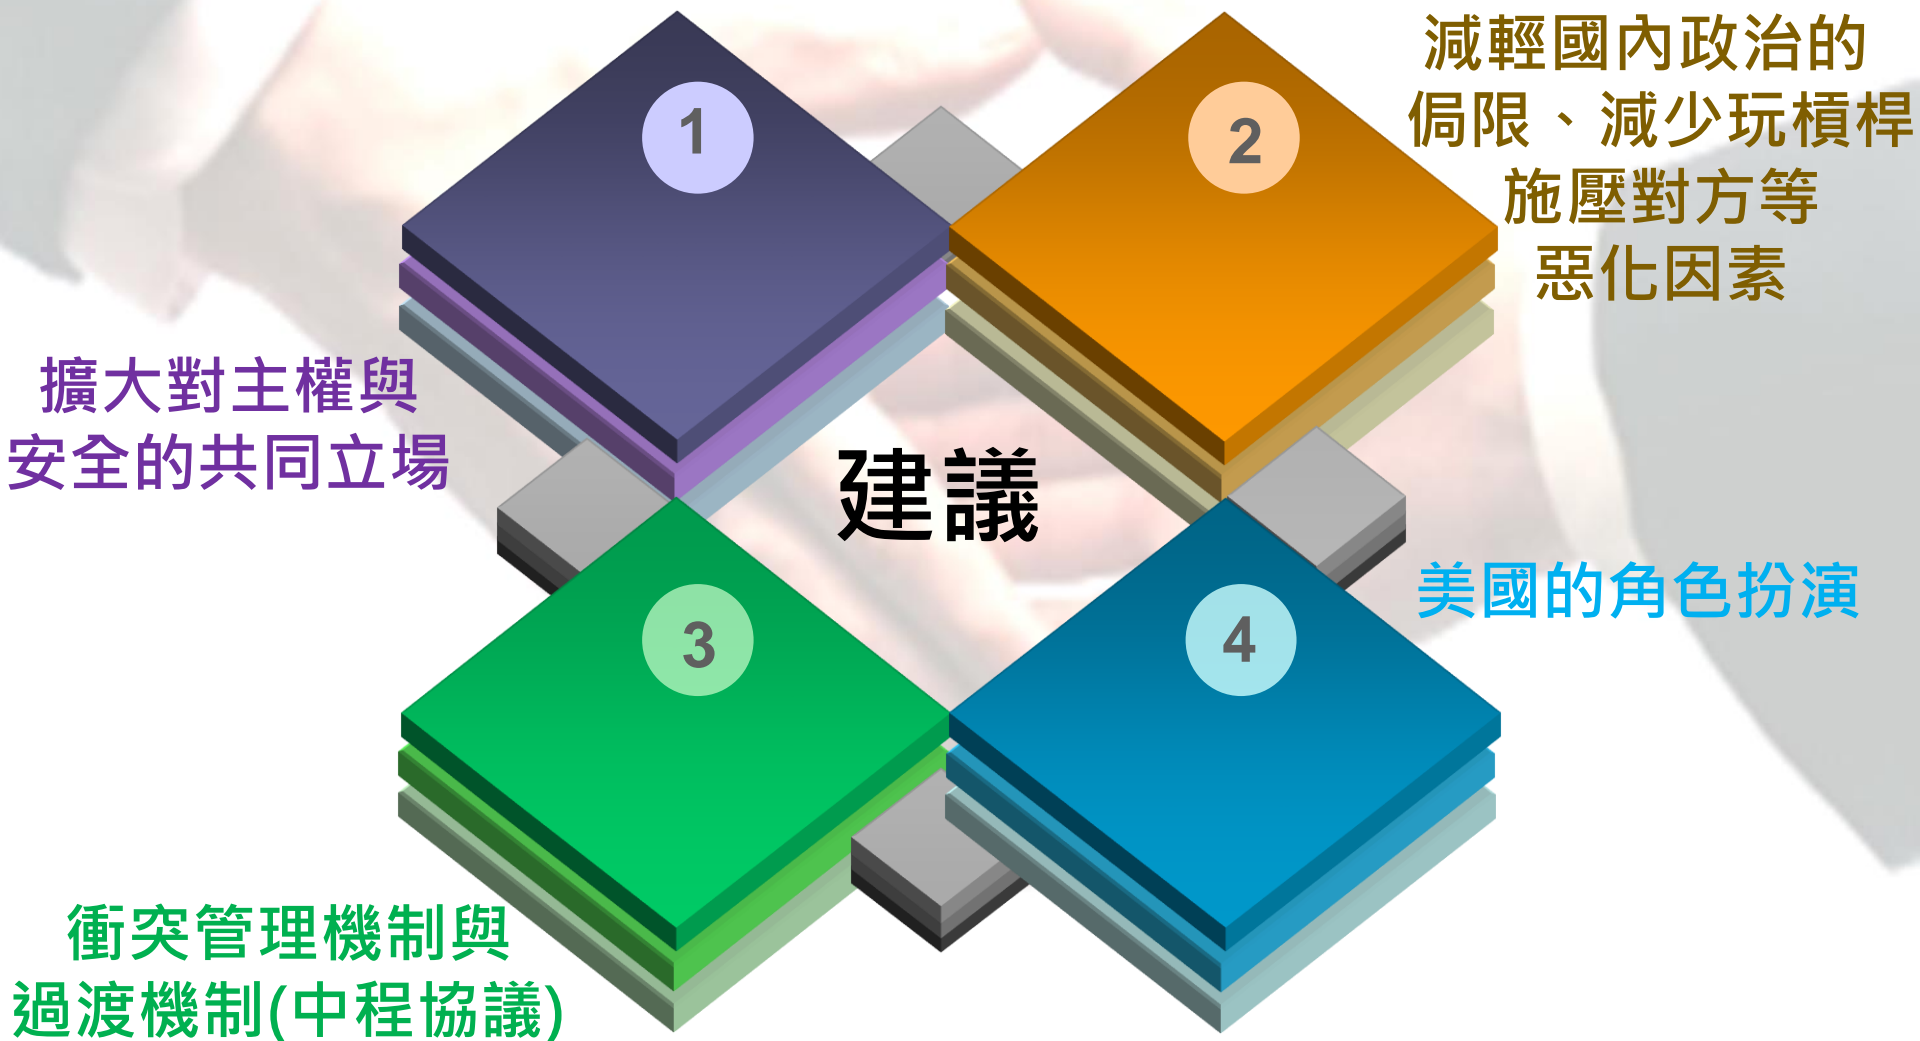 1
擴大對主權與
安全的共同立場
2
減輕國內政治的
侷限、減少玩槓桿
施壓對方等
惡化因素
建議
3
衝突管理機制與
過渡機制(中程協議)
4
美國的角色扮演